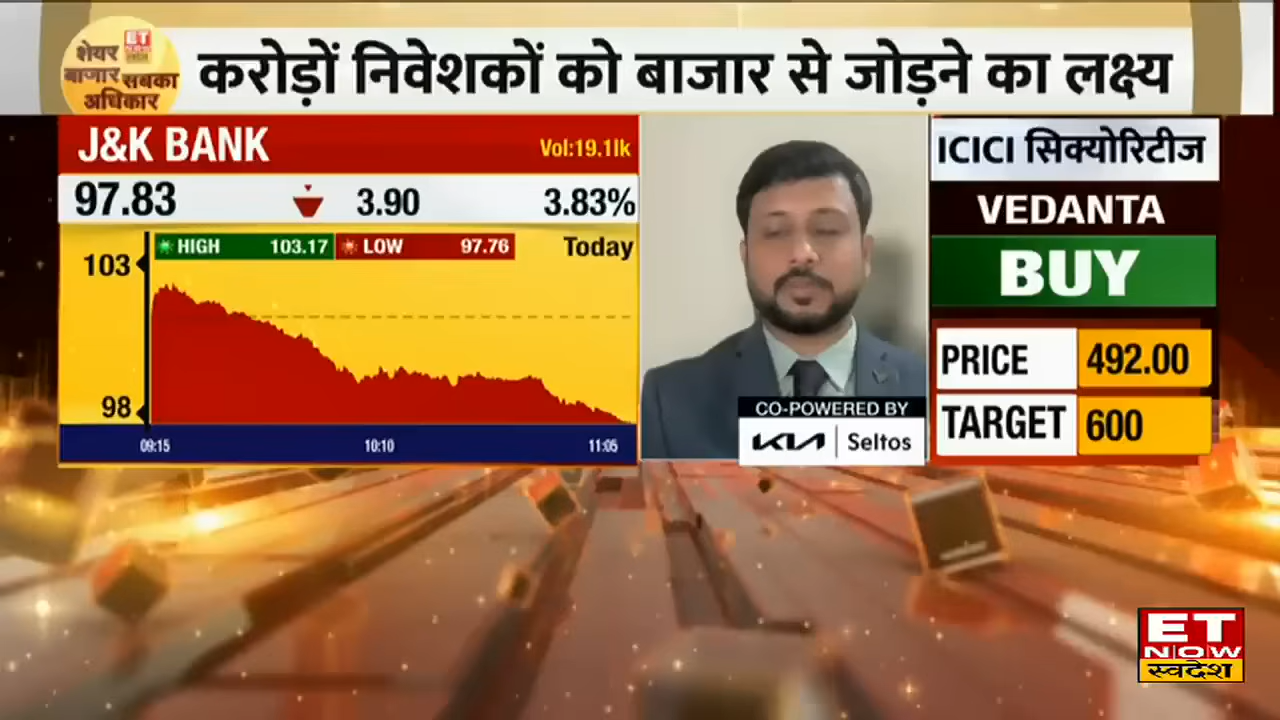 शेयर
बाजार सबका
अधिकार
ET
NOW
करोड़ों निवेशकों को बाजार से जोड़ने का लक्ष्य
J&K BANK
Vol:19.1lk
97.83 3.90 3.83%
HIGH 103.17 LOW 97.76 Today
103
98
09:15 10:10 11:05
CO-POWERED BY
KIA Seltos
ICICI सिक्योरिटीज
VEDANTA
BUY
PRICE 492.00
TARGET 600
ET
NOW
स्वदेश